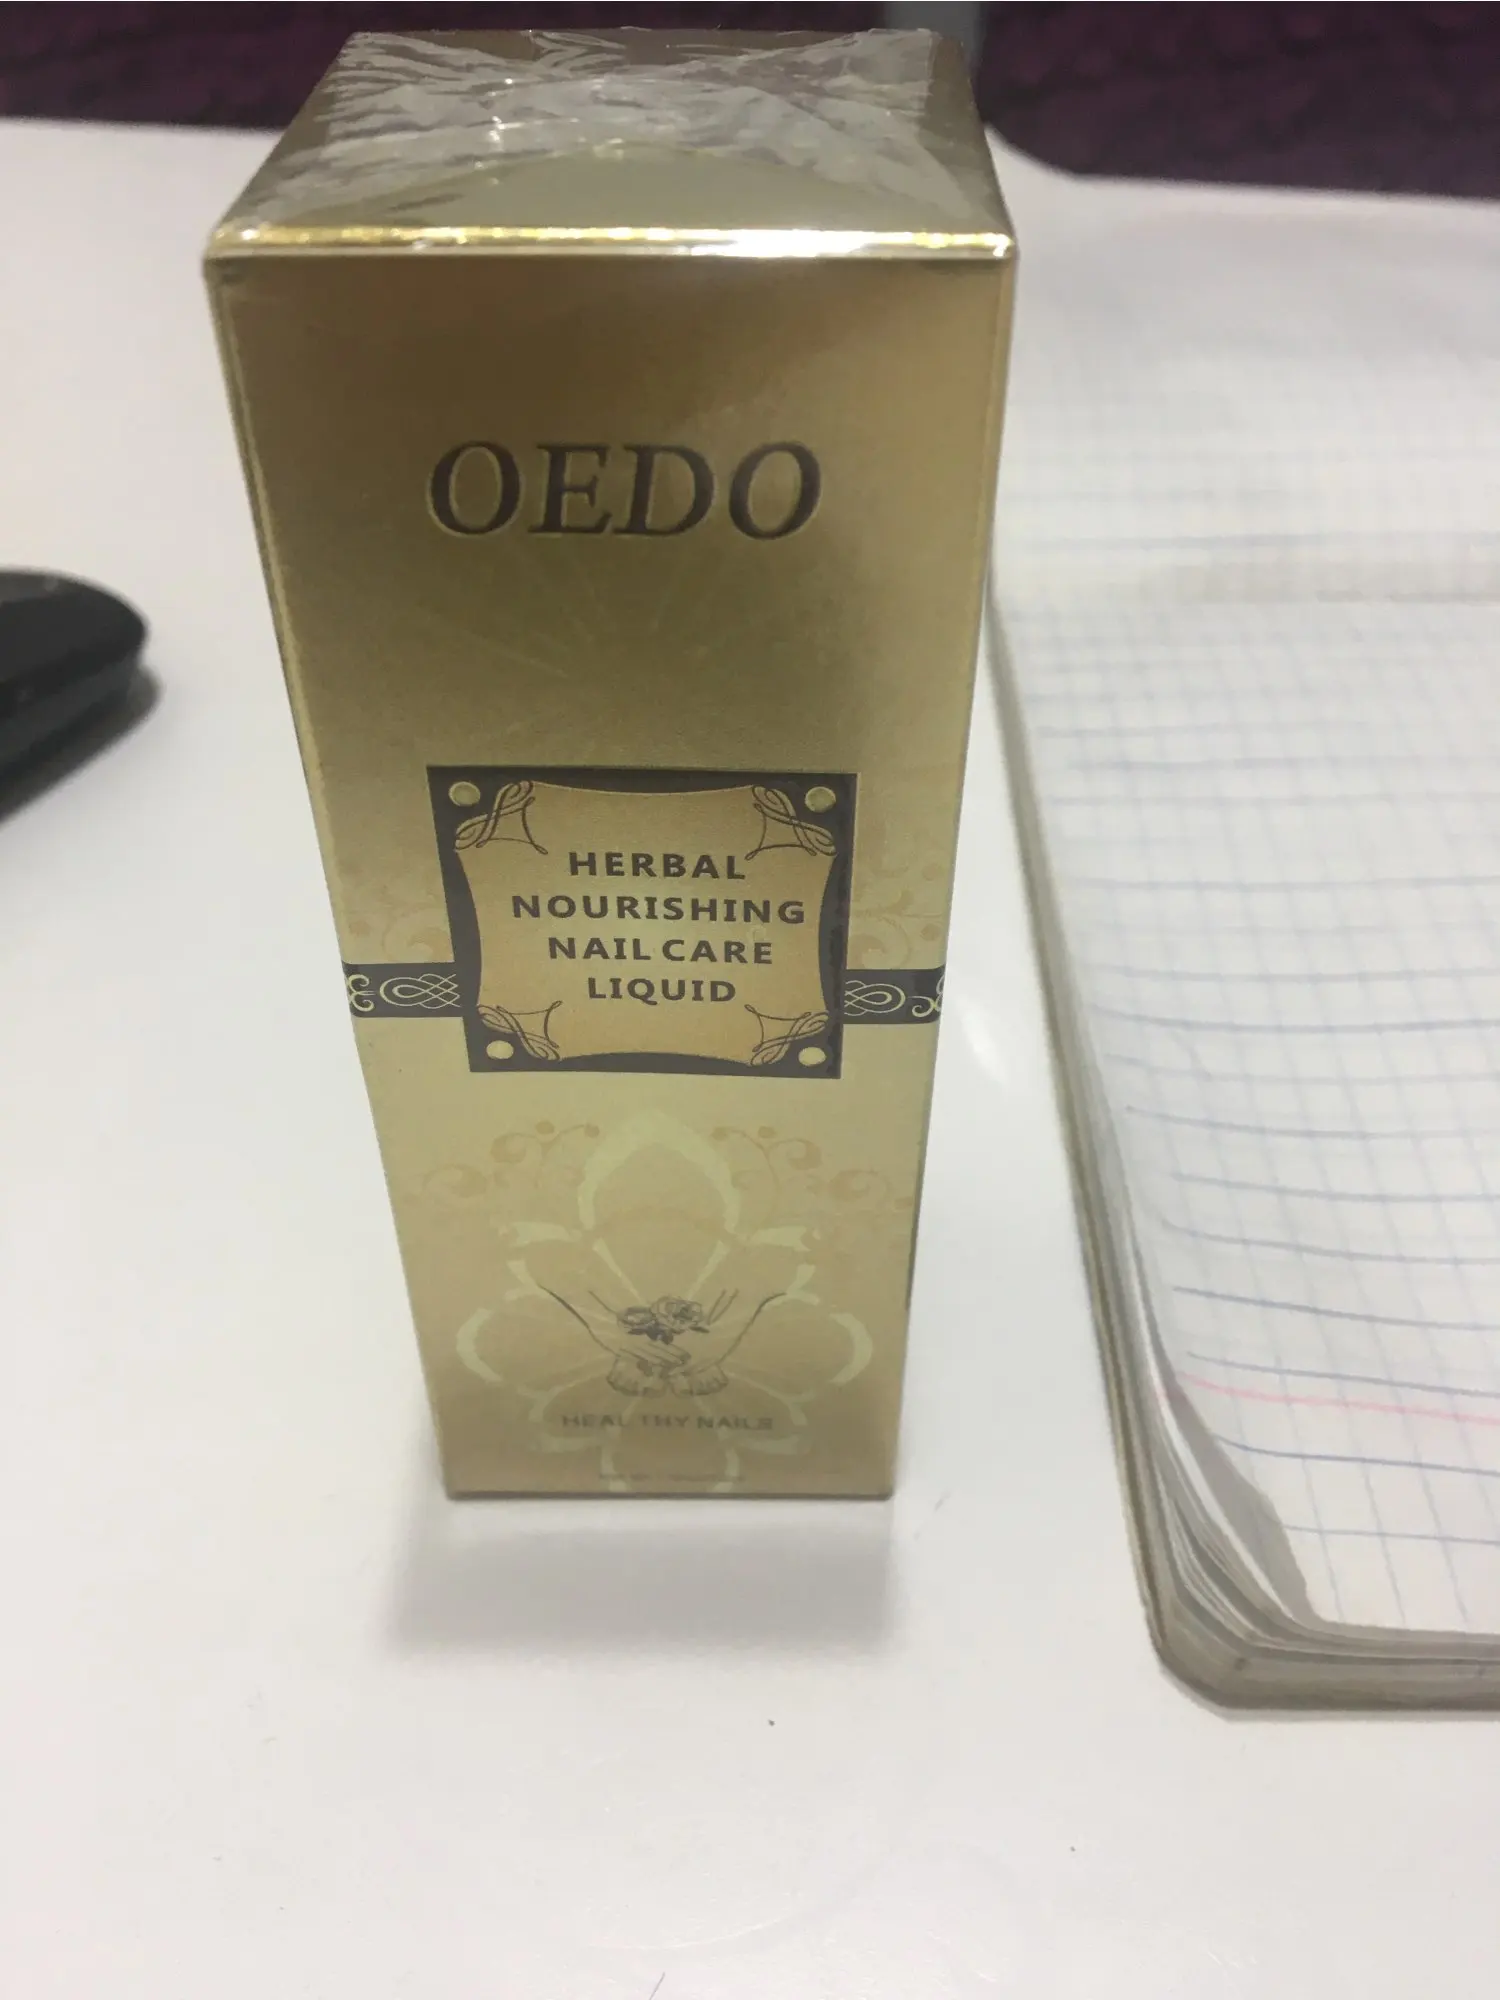 OEDO
HERBAL
NOURISHING
NAIL CARE
LIQUID
HEALTHY NAILS